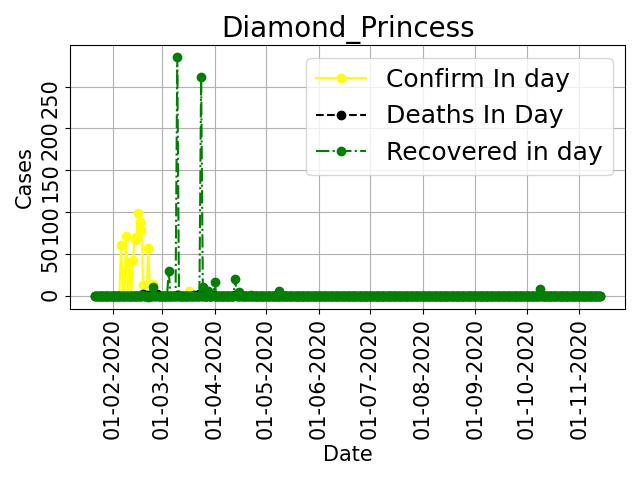 Diamond_Princess
Cases
250
200
150
100
50
0
Confirm In day
Deaths In Day
Recovered in day
01-02-2020
01-03-2020
01-04-2020
01-05-2020
01-06-2020
01-07-2020
01-08-2020
01-09-2020
01-10-2020
01-11-2020
Date